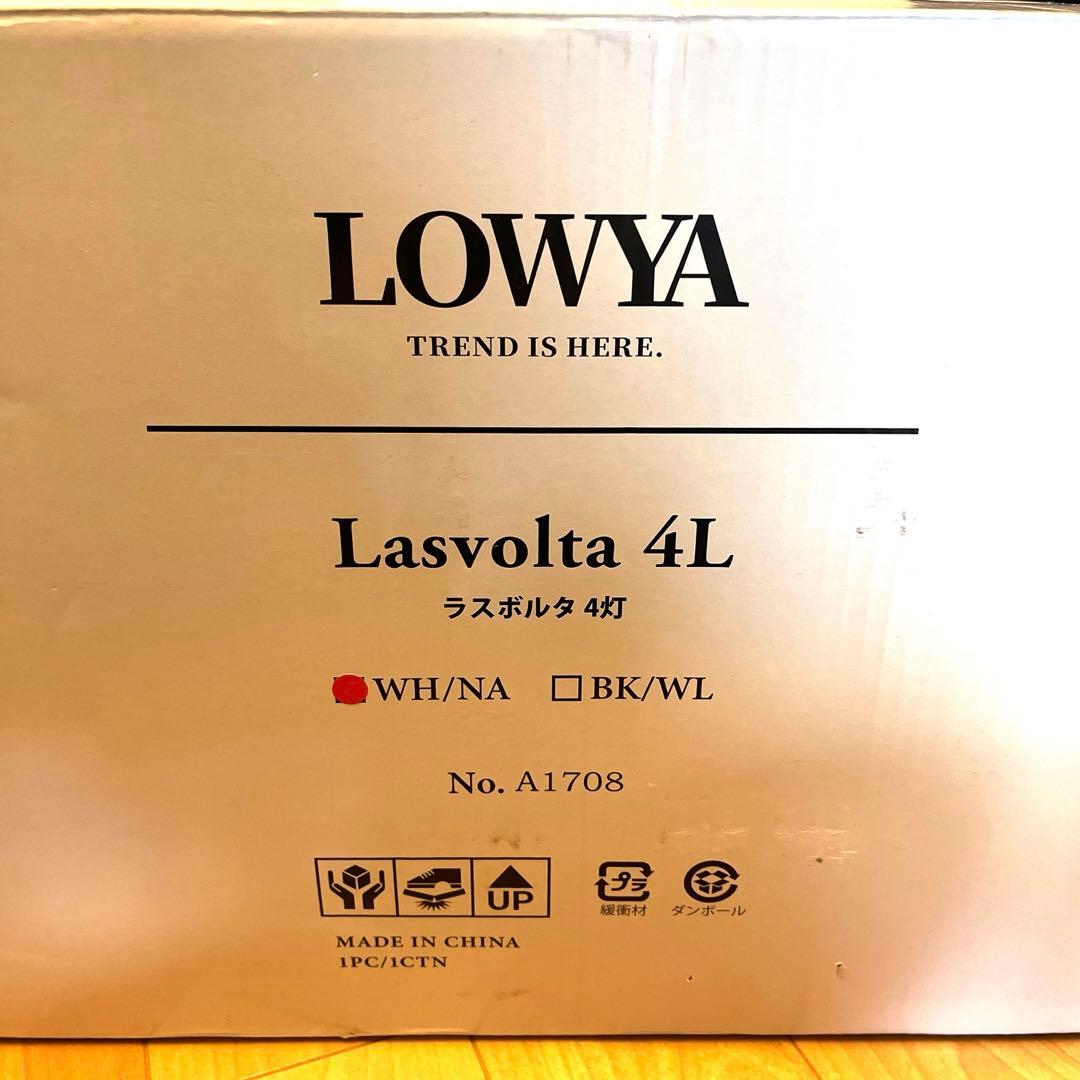 LOWYA
TREND IS HERE.
Lasvolta 4L
ラスボルタ 4灯
WH/NA BK/WL
No. A1708
UP プラ
緩衝材 ダンボール
MADE IN CHINA
1PC/1CTN